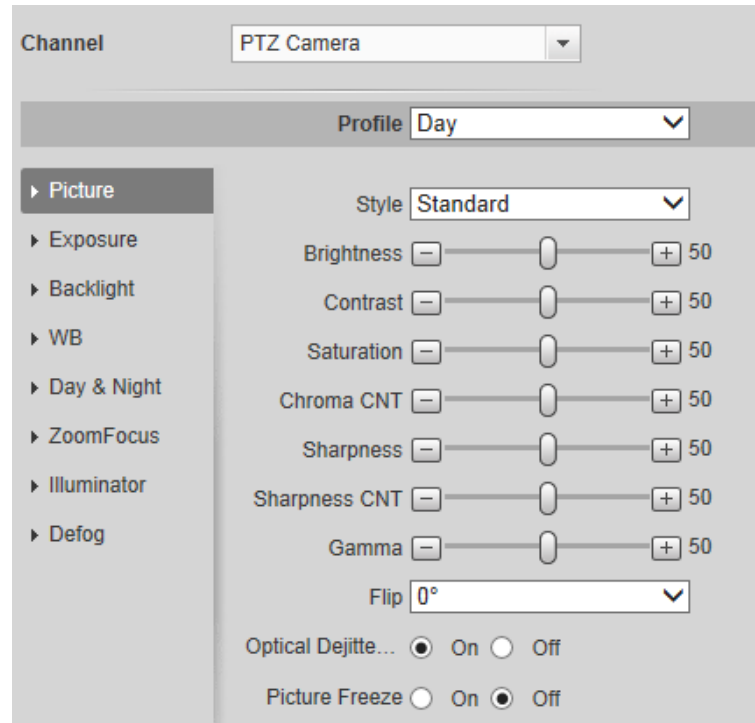 Channel PTZ Camera
Profile Day
Picture
Style Standard
Exposure
Brightness 50
Backlight
Contrast 50
WB
Saturation 50
Day & Night
Chroma CNT 50
ZoomFocus
Sharpness 50
Illuminator
Sharpness CNT 50
Defog
Gamma 50
Flip 0°
Optical Dejitte... On Off
Picture Freeze On Off